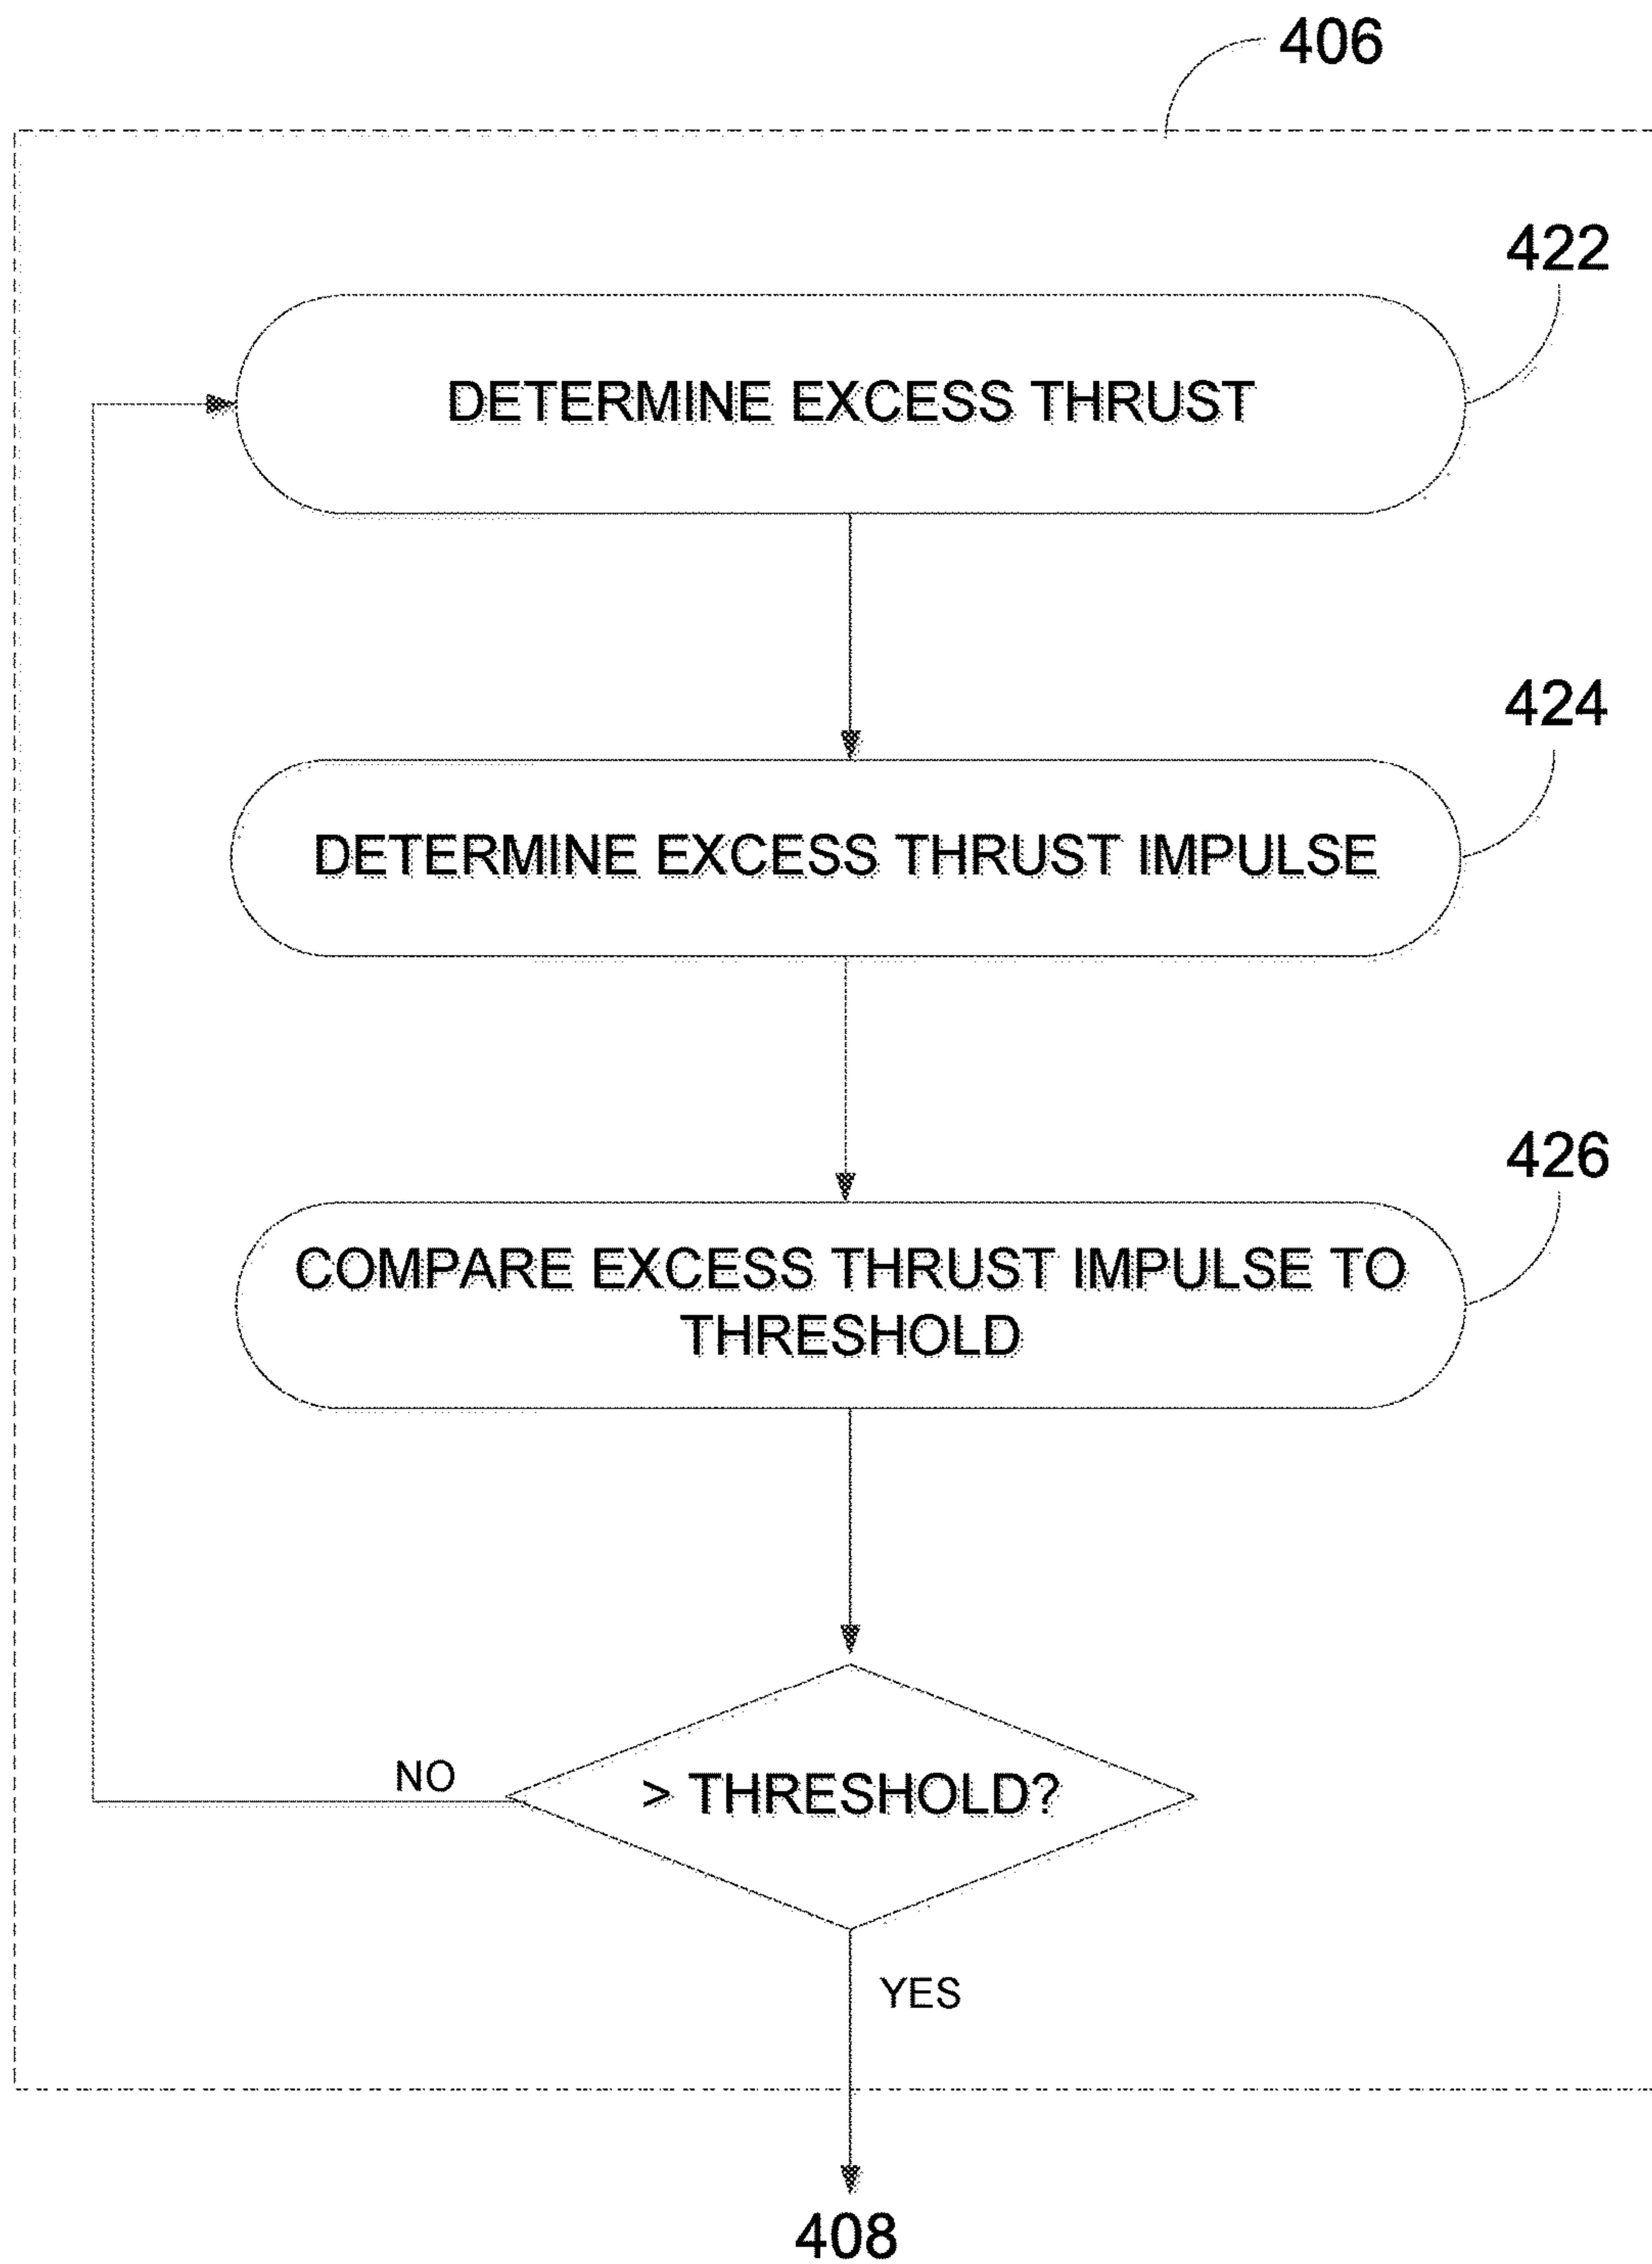 406
422
DETERMINE EXCESS THRUST
424
DETERMINE EXCESS THRUST IMPULSE
426
COMPARE EXCESS THRUST IMPULSE TO
THRESHOLD
NO
> THRESHOLD?
YES
408